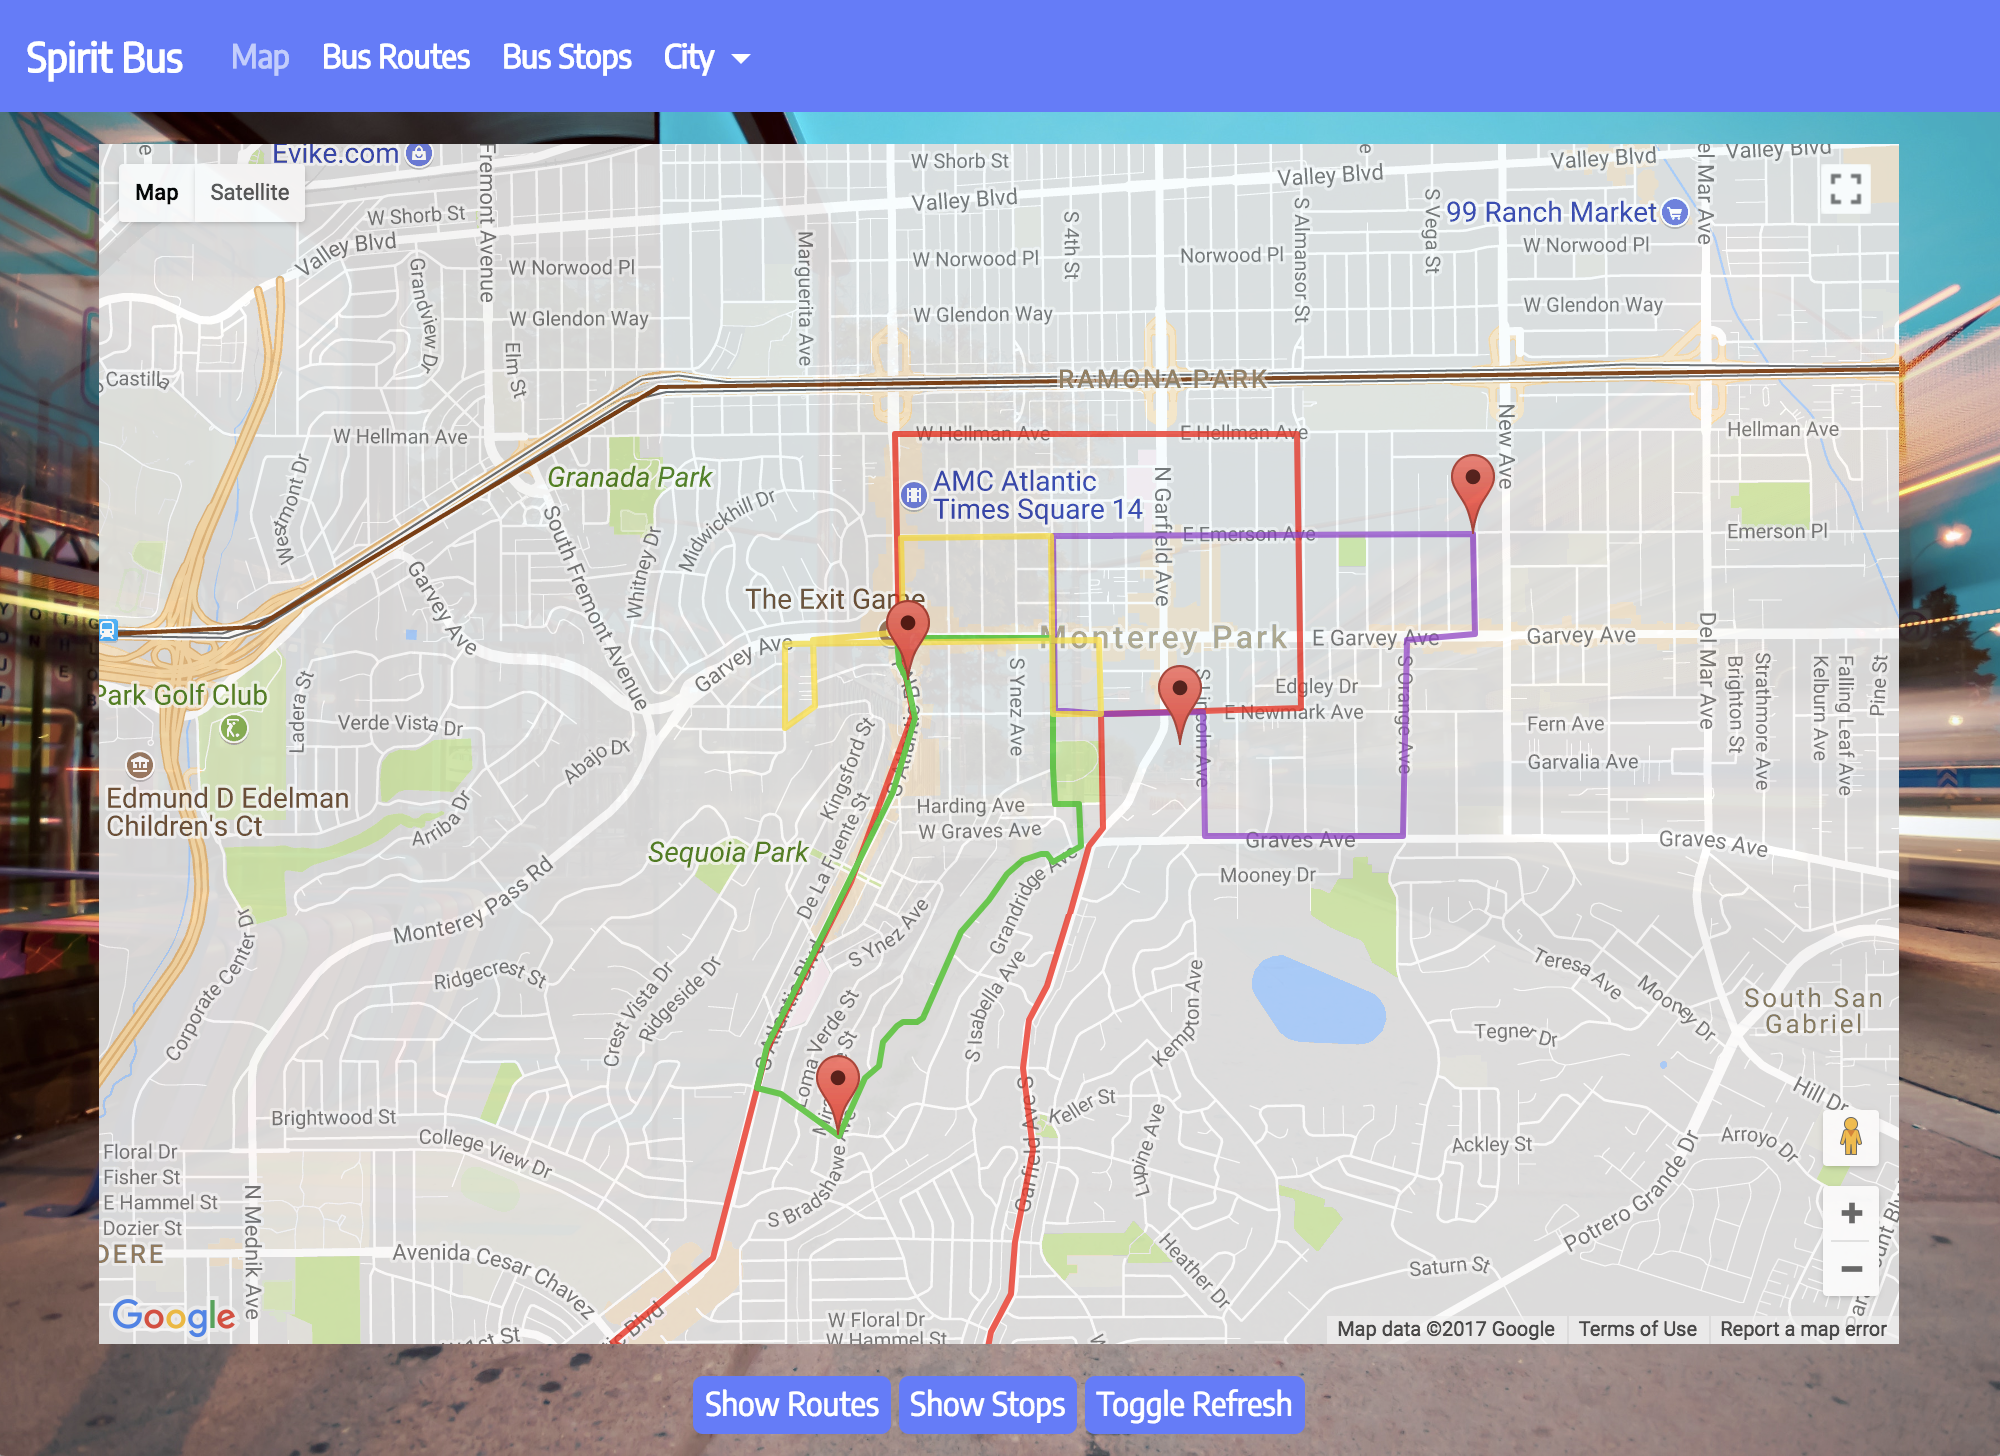 Spirit Bus
Map
Bus Routes
Bus Stops
City
Evike.com
Map
Satellite
W Shorb St
Valley Blvd
Fremont Avenue
W Shorb St
Valley Blvd
Valley Blvd
Valley Blvd
Valley Blvd
99 Ranch Market
S Vega St
S Almansor St
S 4th St
Marguerita Ave
W Norwood Pl
W Norwood Pl
Norwood Pl
W Norwood Pl
Grandview Dr
W Glendon Way
W Glendon Way
W Glendon Way
Elm St
Castilla
RAMONA PARK
W Hellman Ave
W Hellman Ave
E Hellman Ave
Hellman Ave
New Ave
Westmont Dr
Granada Park
AMC Atlantic
Times Square 14
N Garfield Ave
Midwickhill Dr
Whitney Dr
South Fremont Avenue
E Emerson Ave
Emerson Pl
Garvey Ave
The Exit Game
Monterey Park
E Garvey Ave
Garvey Ave
Garvey Ave
Del Mar Ave
Park Golf Club
Ladera St
Verde Vista Dr
Abajo Dr
Kingsford St
S Ynez Ave
S Lincoln Ave
Edgley Dr
E Newmark Ave
S Orange Ave
Fern Ave
Garvalia Ave
Brighton St
Strathmore Ave
Kelburn Ave
Falling Leaf Ave
Pine St
Edmund D Edelman
Children's Ct
Arriba Dr
Sequoia Park
De La Fuente St
S Atlantic
Harding Ave
W Graves Ave
Graves Ave
Graves Ave
Mooney Dr
Monterey Pass Rd
Corporate Center Dr
Ridgecrest St
Crest Vista Dr
Ridgeside Dr
S Ynez Ave
Grandridge Ave
S Isabella Ave
S Atlantic Blvd
Loma Verde St
Kempton Ave
Teresa Ave
Mooney Dr
South San
Gabriel
Tegner Dr
Hill Dr
Brightwood St
College View Dr
S Bradshawe Ave
S Garfield Ave
Keller St
Lupine Ave
Ackley St
Arroyo Dr
Potrero Grande Dr
Floral Dr
Fisher St
E Hammel St
Dozier St
DERE
N Mednik Ave
Avenida Cesar Chavez
Heather Dr
Saturn St
Google
W Floral Dr
W Hammel St
Blvd
Map data ©2017 Google
Terms of Use
Report a map error
Show Routes
Show Stops
Toggle Refresh